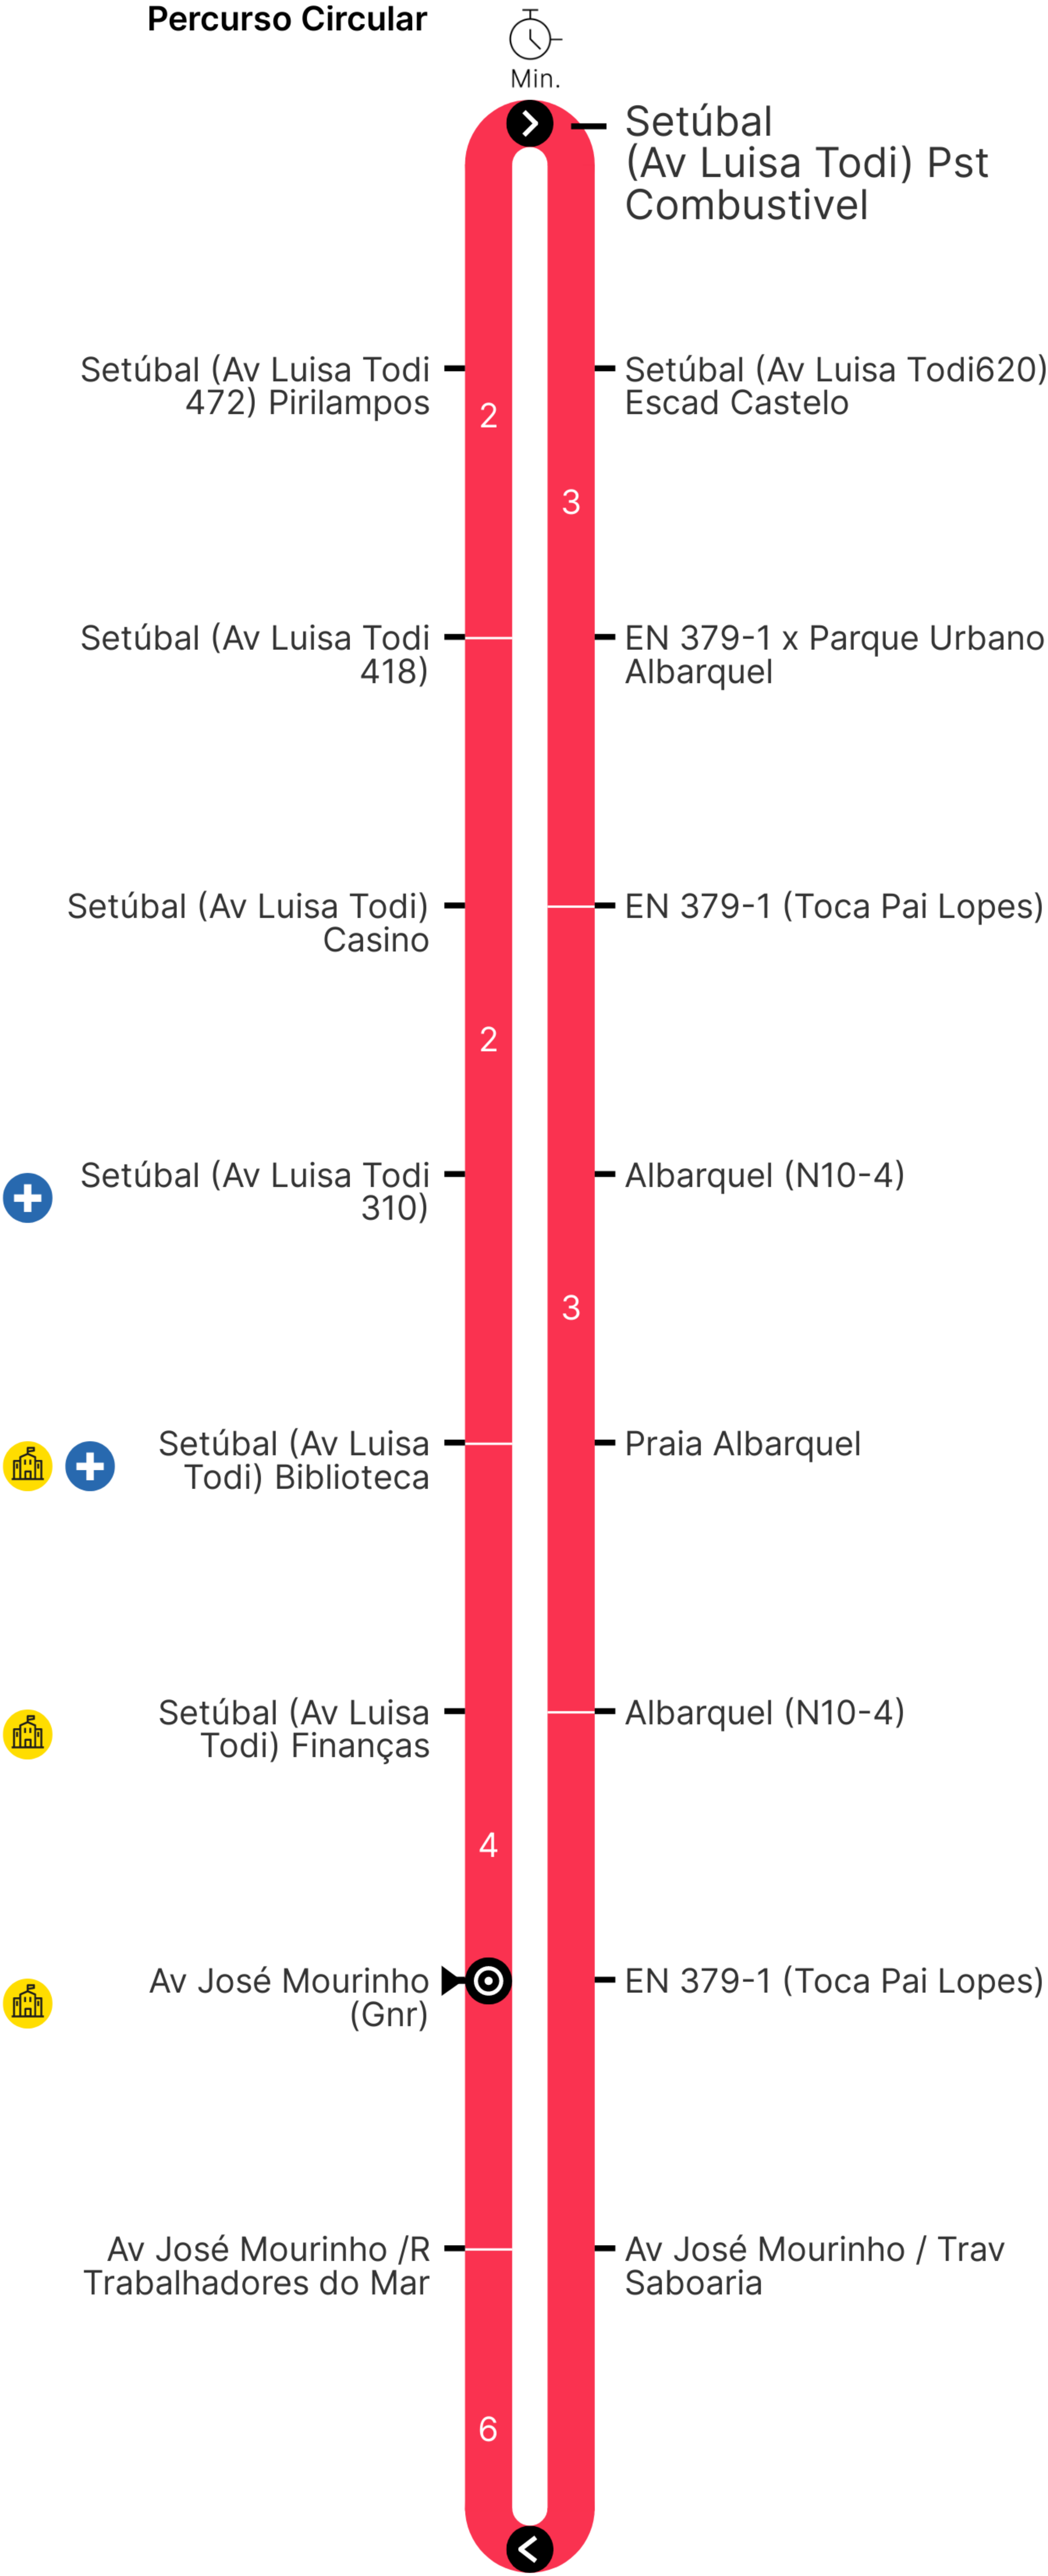 Percurso Circular
Min.
Setúbal
(Av Luisa Todi) Pst
Combustivel
Setúbal (Av Luisa Todi
472) Pirilampos
2
Setúbal (Av Luisa Todi620)
Escad Castelo
3
Setúbal (Av Luisa Todi
418)
EN 379-1 x Parque Urbano
Albarquel
Setúbal (Av Luisa Todi)
Casino
EN 379-1 (Toca Pai Lopes)
2
Setúbal (Av Luisa Todi
310)
Albarquel (N10-4)
3
Setúbal (Av Luisa
Todi) Biblioteca
Praia Albarquel
Setúbal (Av Luisa
Todi) Finanças
Albarquel (N10-4)
4
Av José Mourinho
(Gnr)
EN 379-1 (Toca Pai Lopes)
Av José Mourinho /R
Trabalhadores do Mar
Av José Mourinho / Trav
Saboaria
6